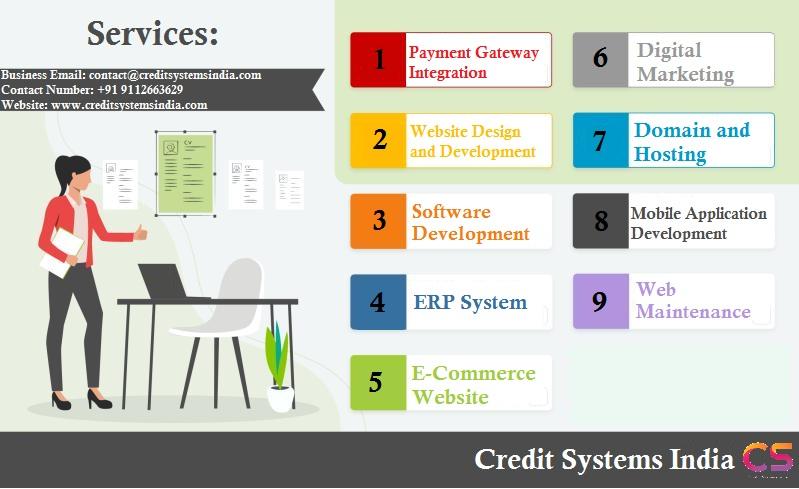 Services:
Business Email: contact@creditsystemsindia.com
Contact Number: +91 9112663629
Website: www.creditsystemsindia.com
CV
CV
CV
1
Payment Gateway
Integration
2
Website Design
and Development
3
Software
Development
4
ERP System
5
E-Commerce
Website
6
Digital
Marketing
7
Domain and
Hosting
8
Mobile Application
Development
9
Web
Maintenance
Credit Systems India
CS